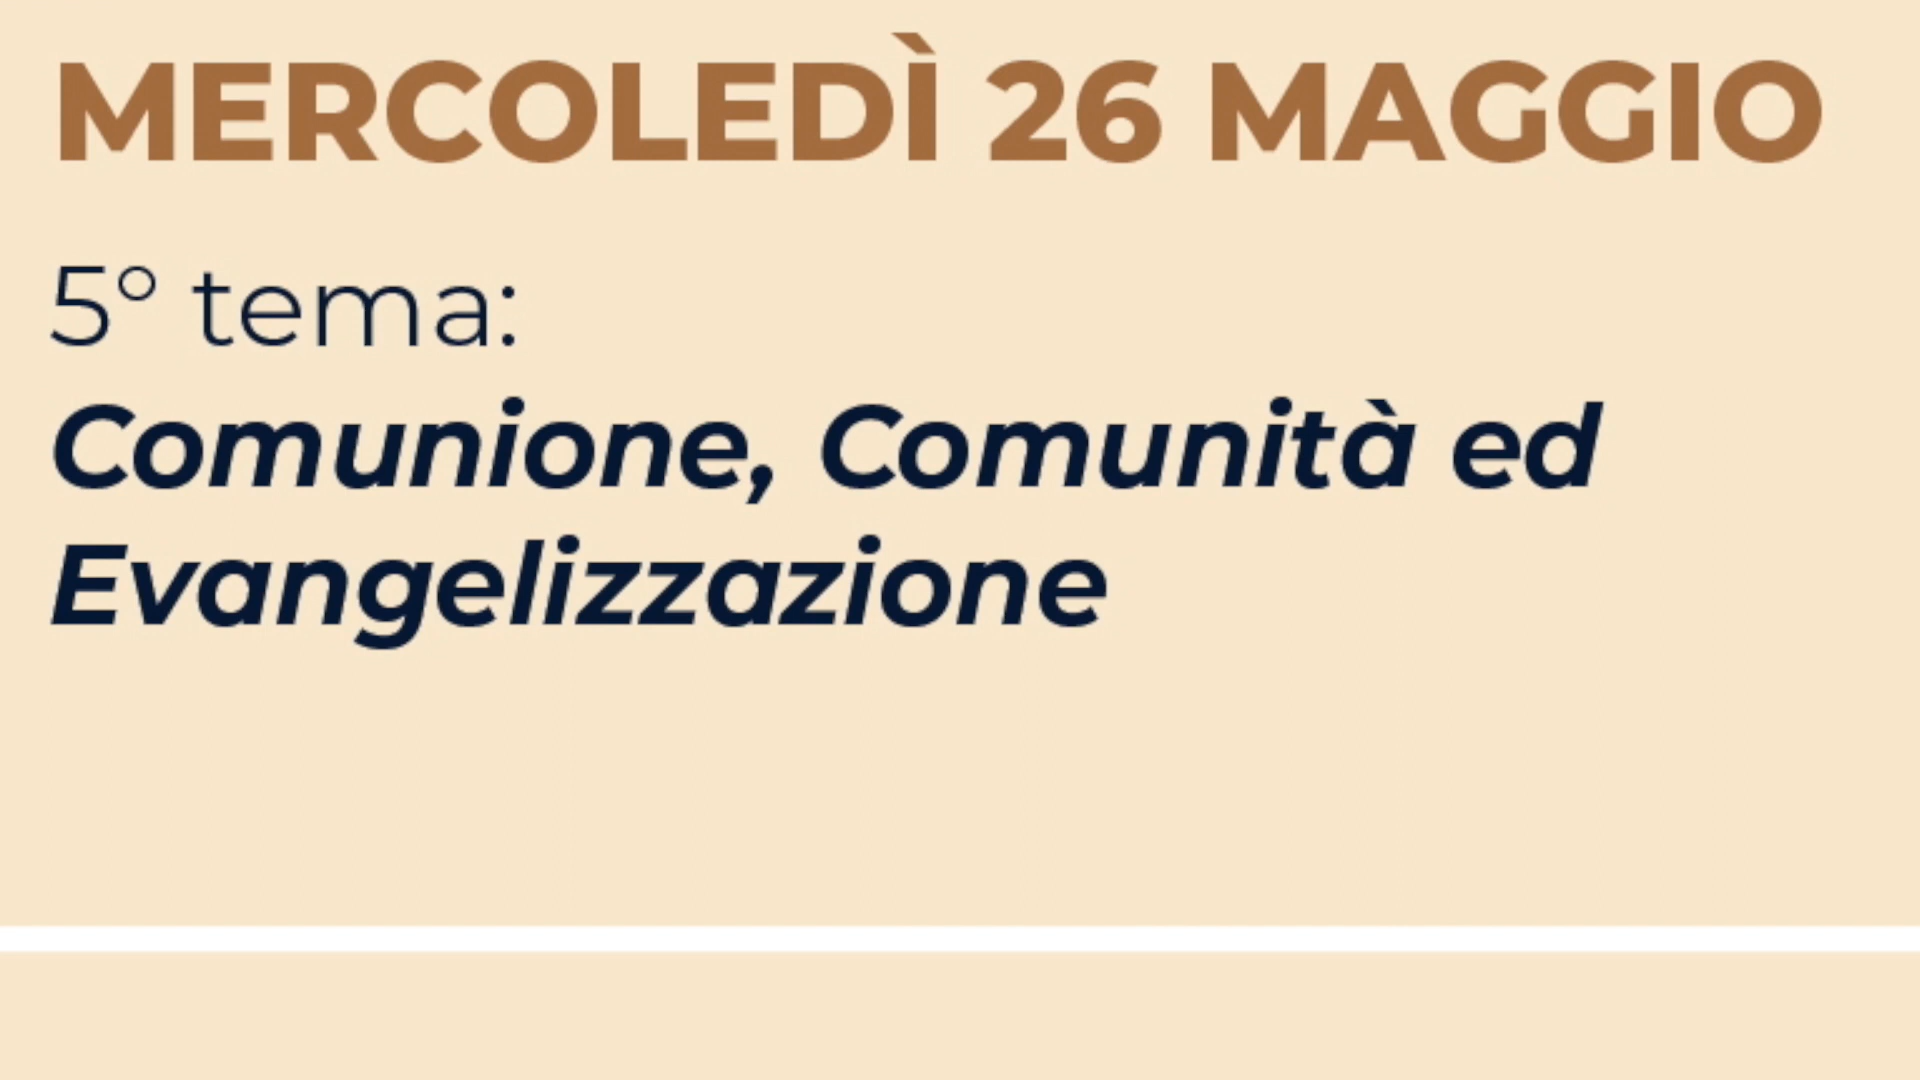 MERCOLEDÌ 26 MAGGIO
5° tema:
Comunione, Comunità ed
Evangelizzazione